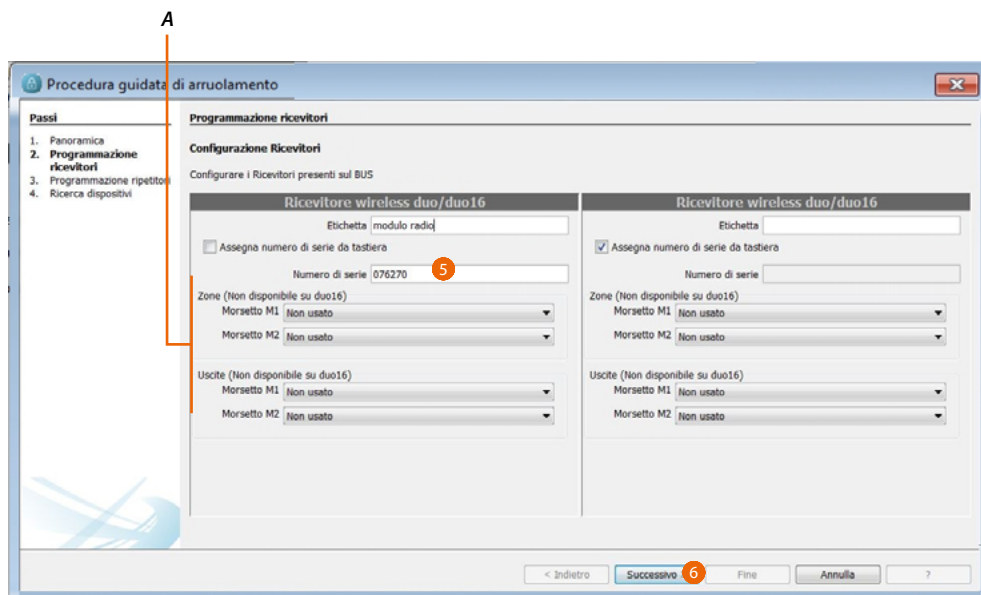 A
Procedura guidata di arruolamento
Passi
1. Panoramica
2. Programmazione
ricevitori
3. Programmazione ripetitori
4. Ricerca dispositivi
Programmazione ricevitori
Configurazione Ricevitori
Configurare i Ricevitori presenti sul BUS
Ricevitore wireless duo/duo16
Etichetta modulo radio
Assegna numero di serie da tastiera
Numero di serie 076270 5
Zone (Non disponibile su duo16)
Morsetto M1 Non usato
Morsetto M2 Non usato
Uscite (Non disponibile su duo16)
Morsetto M1 Non usato
Morsetto M2 Non usato
Ricevitore wireless duo/duo16
Etichetta
Assegna numero di serie da tastiera
Numero di serie
Zone (Non disponibile su duo16)
Morsetto M1 Non usato
Morsetto M2 Non usato
Uscite (Non disponibile su duo16)
Morsetto M1 Non usato
Morsetto M2 Non usato
< Indietro Successivo 6 Fine Annulla ?